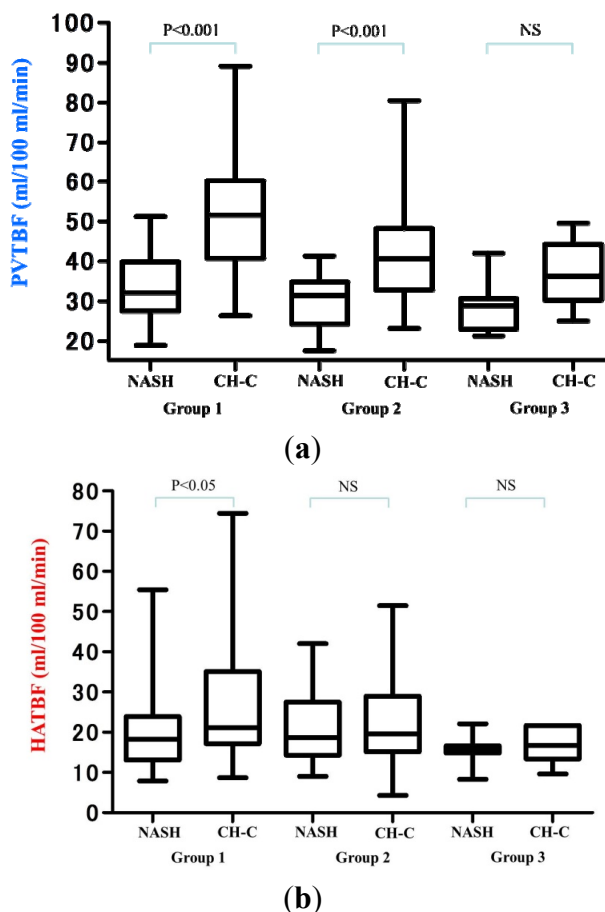 P<0.001 P<0.001 NS
PVTBF (ml/100 ml/min)
100
90
80
70
60
50
40
30
20
NASH CH-C NASH CH-C NASH CH-C
Group 1 Group 2 Group 3
(a)
P<0.05 NS NS
HATBF (ml/100 ml/min)
80
70
60
50
40
30
20
10
0
NASH CH-C NASH CH-C NASH CH-C
Group 1 Group 2 Group 3
(b)